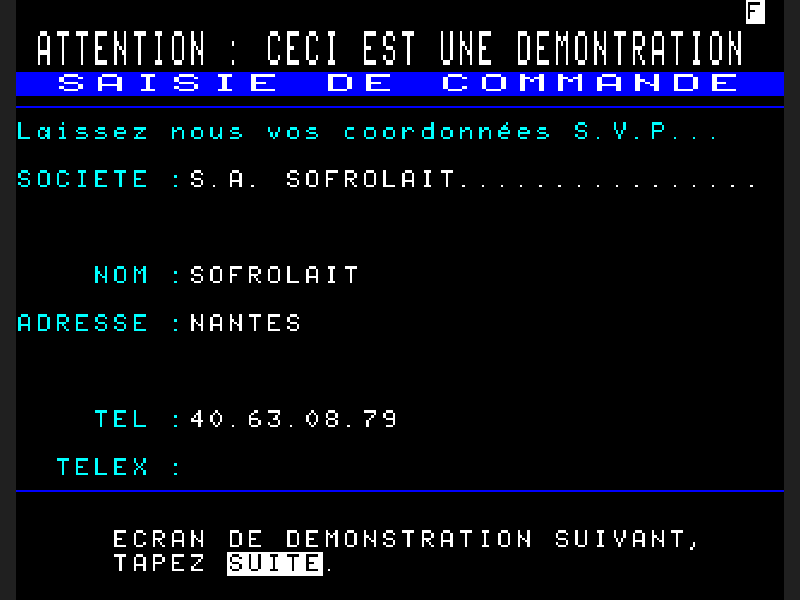 F
ATTENTION : CECI EST UNE DEMONTRATION
SAISIE DE COMMANDE
Laissez nous vos coordonnées S.V.P...
SOCIETE :S.A. SOFROLAIT................
NOM :SOFROLAIT
ADRESSE :NANTES
TEL :40.63.08.79
TELEX :
ECRAN DE DEMONSTRATION SUIVANT,
TAPEZ SUITE.